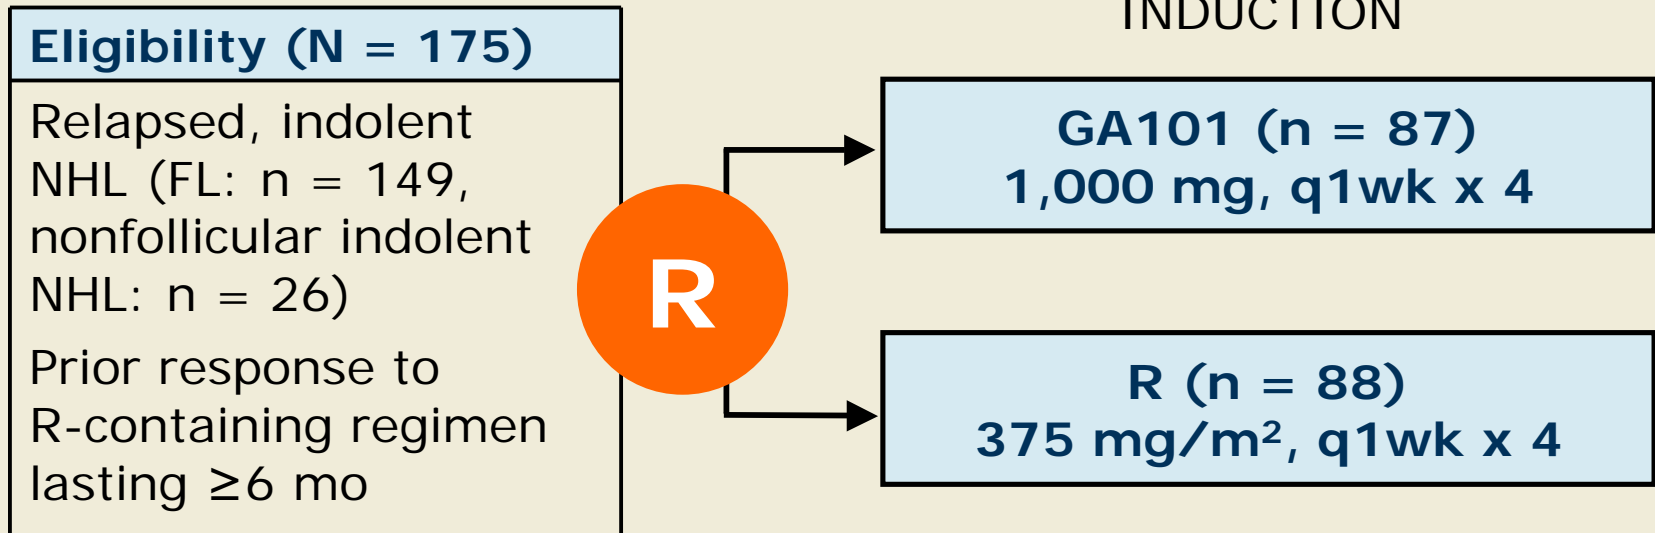 Eligibility (N = 175)
Relapsed, indolent
NHL (FL: n = 149,
nonfollicular indolent
NHL: n = 26)
Prior response to
R-containing regimen
lasting ≥6 mo
R
INDUCTION
GA101 (n = 87)
1,000 mg, q1wk x 4
R (n = 88)
375 mg/m², q1wk x 4